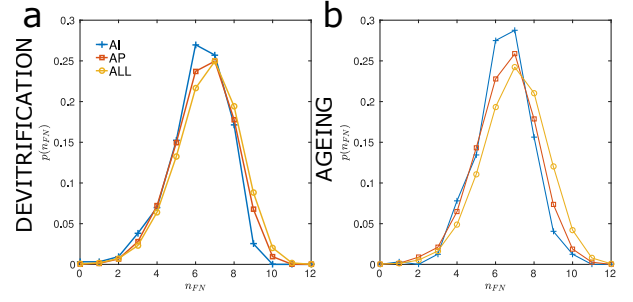 a
DEVITRIFICATION
p(n_FN)
0.3
0.25
0.2
0.15
0.1
0.05
0
AI
AP
ALL
0 2 4 6 8 10 12
n_FN
b
AGEING
p(n_FN)
0.3
0.25
0.2
0.15
0.1
0.05
0
0 2 4 6 8 10 12
n_FN